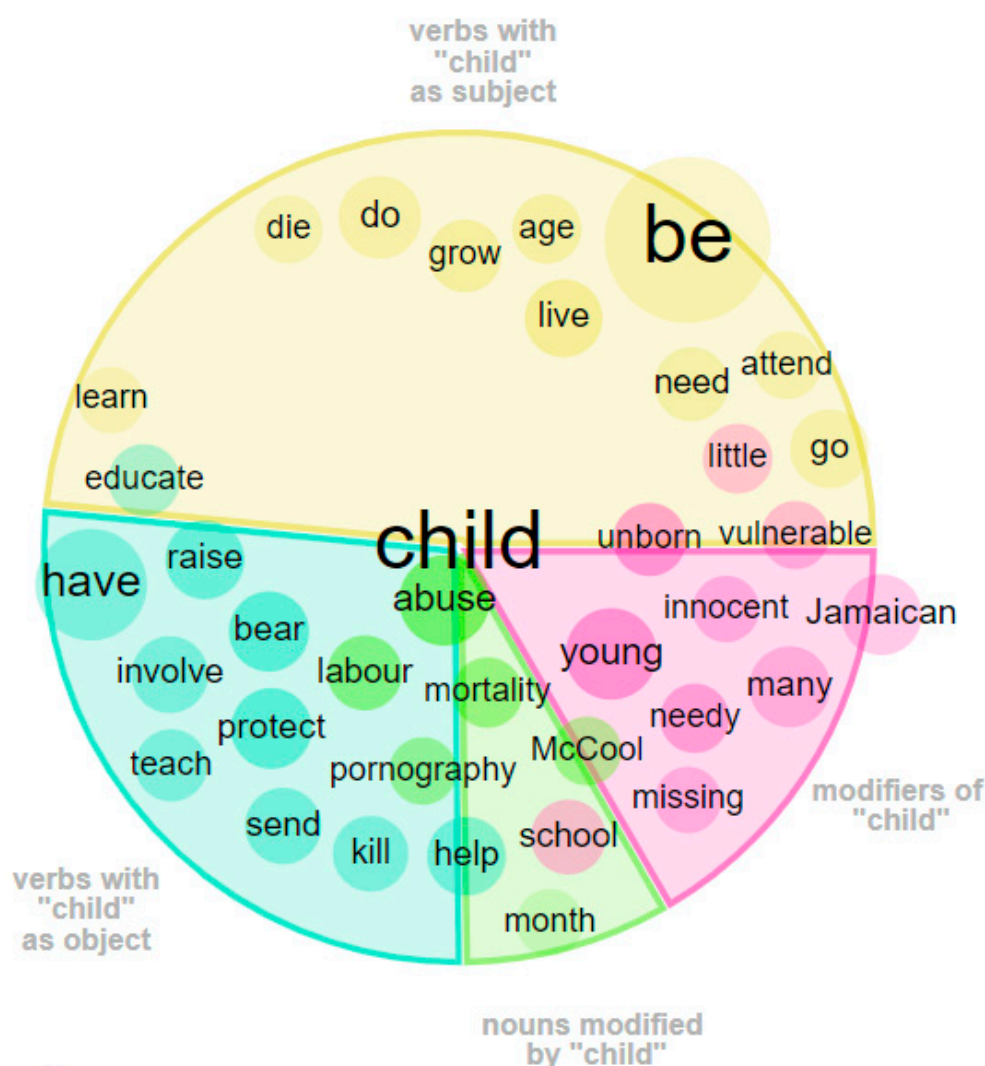 verbs with
"child"
as subject
be
do
die
age
grow
live
attend
need
learn
go
little
educate
vulnerable
unborn
child
raise
have
abuse
innocent
Jamaican
bear
young
involve
labour
many
mortality
needy
protect
McCool
teach
pornography
missing
modifiers of
"child"
send
school
kill
help
verbs with
"child"
as object
month
nouns modified
by "child"